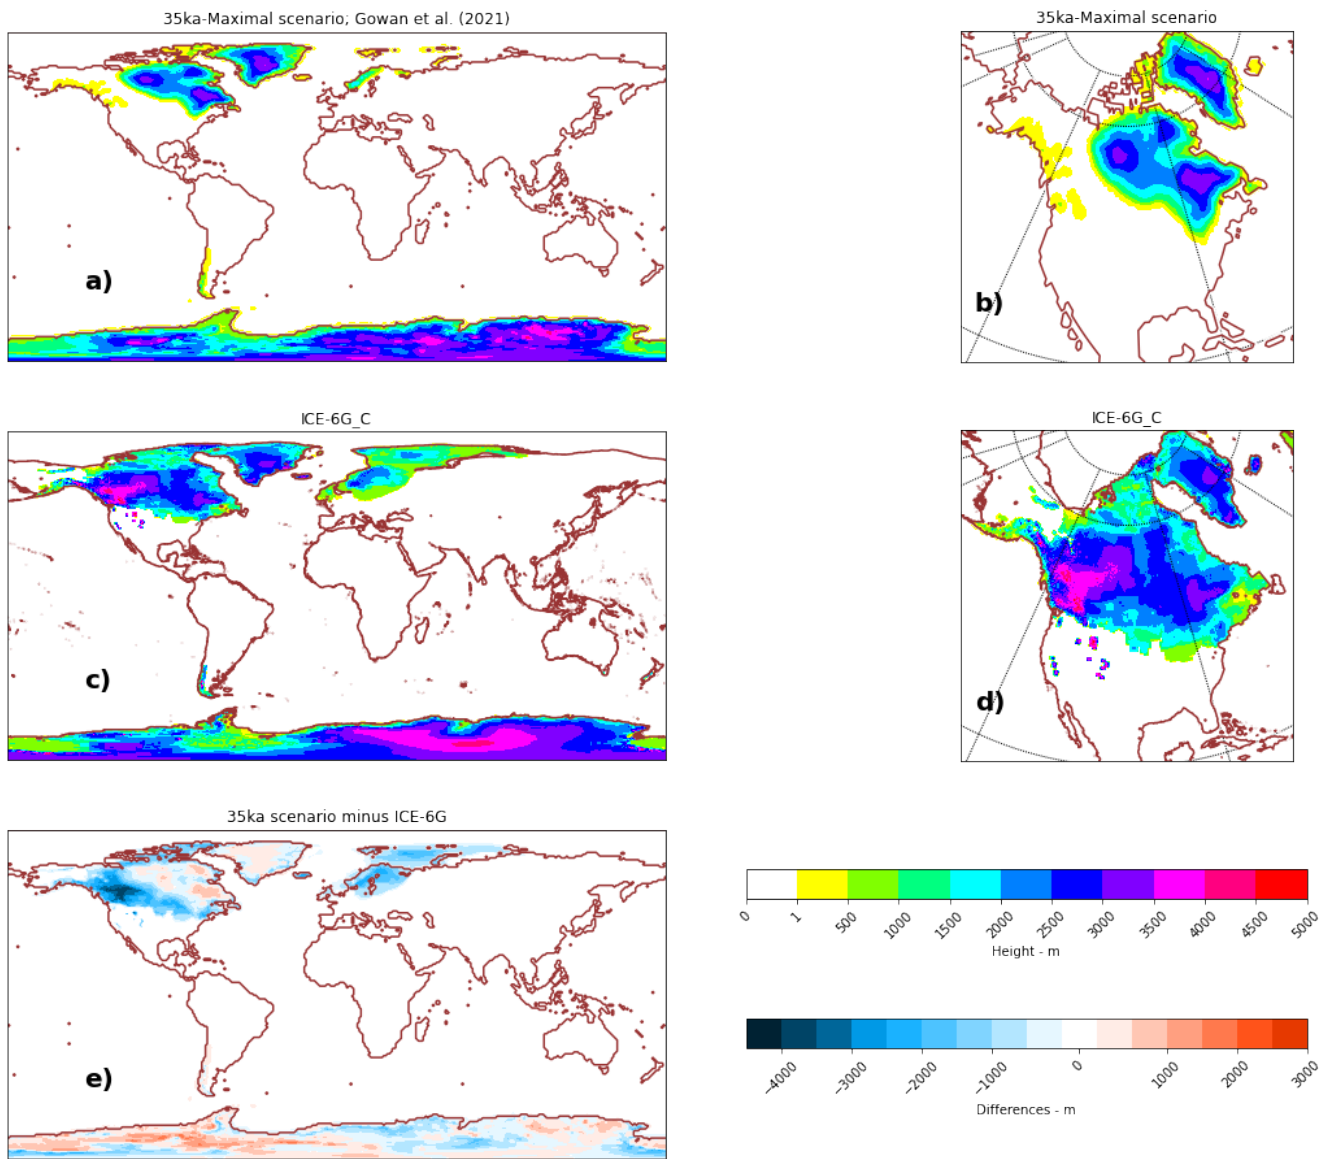 35ka-Maximal scenario; Gowan et al. (2021)
35ka-Maximal scenario
a)
b)
ICE-6G_C
ICE-6G_C
c)
d)
35ka scenario minus ICE-6G
e)
0 1 500 1000 1500 2000 2500 3000 3500 4000 4500 5000
Height - m
−4000 −3000 −2000 −1000 0 1000 2000 3000
Differences - m